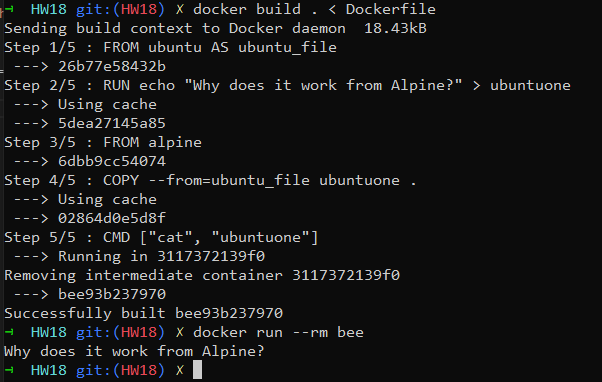 → HW18 git:(HW18) ✗ docker build . < Dockerfile
Sending build context to Docker daemon  18.43kB
Step 1/5 : FROM ubuntu AS ubuntu_file
 ---> 26b77e58432b
Step 2/5 : RUN echo "Why does it work from Alpine?" > ubuntuone
 ---> Using cache
 ---> 5dea27145a85
Step 3/5 : FROM alpine
 ---> 6dbb9cc54074
Step 4/5 : COPY --from=ubuntu_file ubuntuone .
 ---> Using cache
 ---> 02864d0e5d8f
Step 5/5 : CMD ["cat", "ubuntuone"]
 ---> Running in 3117372139f0
Removing intermediate container 3117372139f0
 ---> bee93b237970
Successfully built bee93b237970
→ HW18 git:(HW18) ✗ docker run --rm bee
Why does it work from Alpine?
→ HW18 git:(HW18) ✗